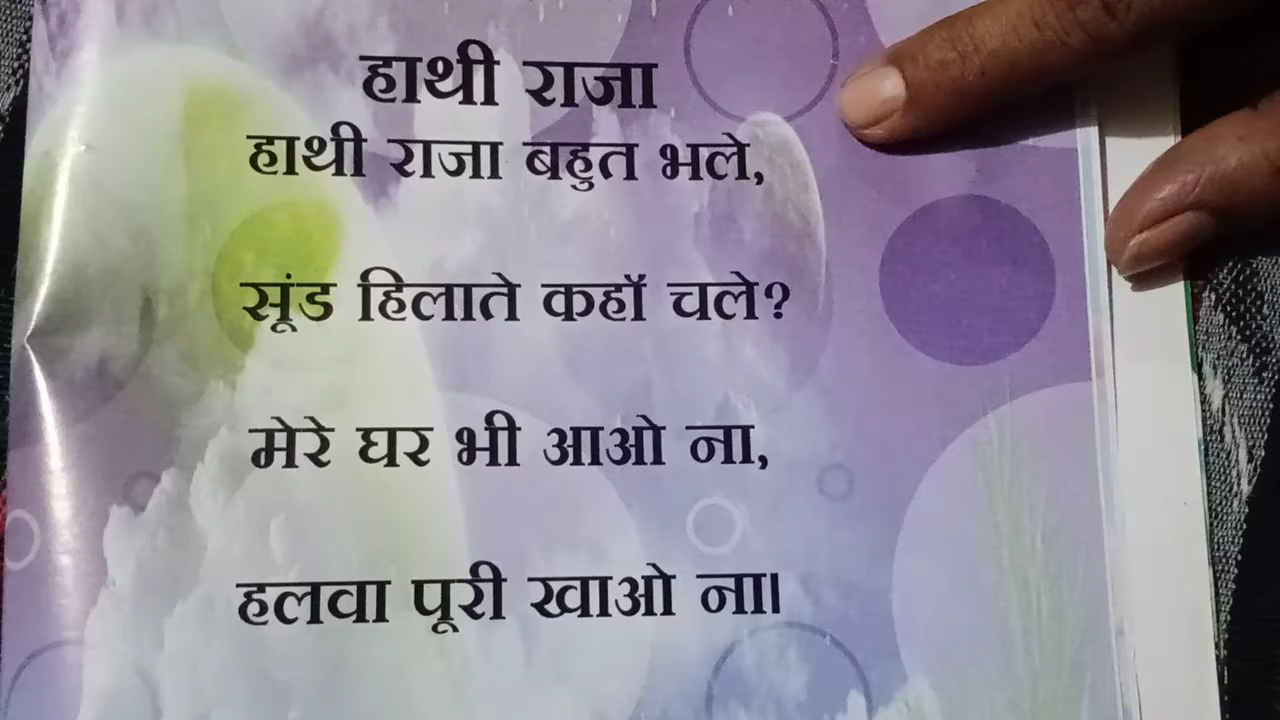 हाथी राजा
हाथी राजा बहुत भले,
सूंड हिलाते कहॉ चले?
मेरे घर भी आओ ना,
हलवा पूरी खाओ ना।